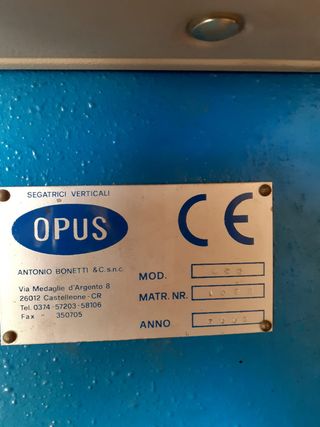 SEGATRICI VERTICALI
OPUS
CE
ANTONIO BONETTI & C. s.n.c.
Via Medaglie d'Argento 8
26012 Castelleone - CR
Tel. 0374-57203-58106
Fax - 350705
MOD.
MATR. NR.
ANNO